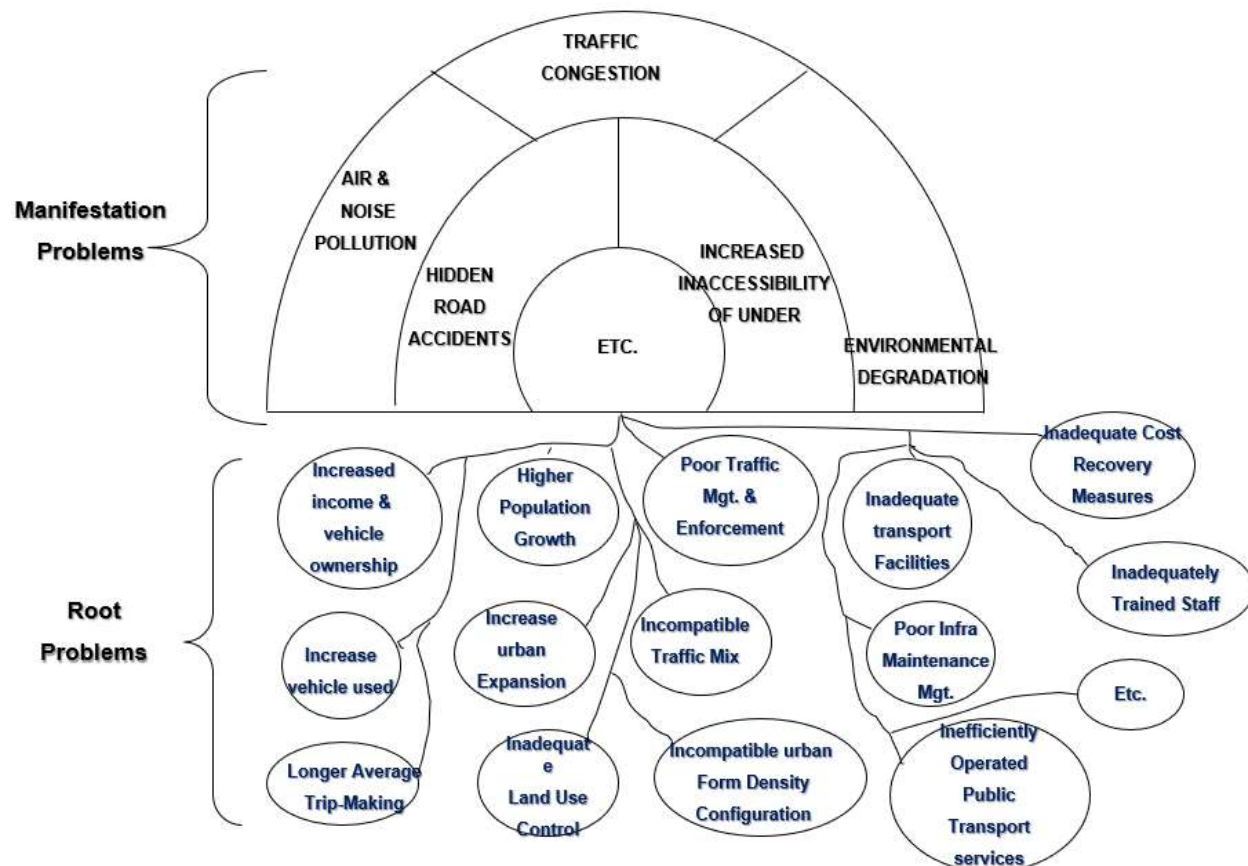 TRAFFIC
CONGESTION
AIR &
NOISE
POLLUTION
Manifestation
Problems
HIDDEN
ROAD
ACCIDENTS
INCREASED
INACCESSIBILITY
OF UNDER
ETC.
ENVIRONMENTAL
DEGRADATION
Root
Problems
Increased
income &
vehicle
ownership
Higher
Population
Growth
Poor Traffic
Mgt. &
Enforcement
Inadequate
transport
Facilities
Inadequate Cost
Recovery
Measures
Inadequately
Trained Staff
Increase
vehicle used
Increase
urban
Expansion
Incompatible
Traffic Mix
Poor Infra
Maintenance
Mgt.
Etc.
Longer Average
Trip-Making
Inadequat
e
Land Use
Control
Incompatible urban
Form Density
Configuration
Inefficiently
Operated
Public
Transport
services